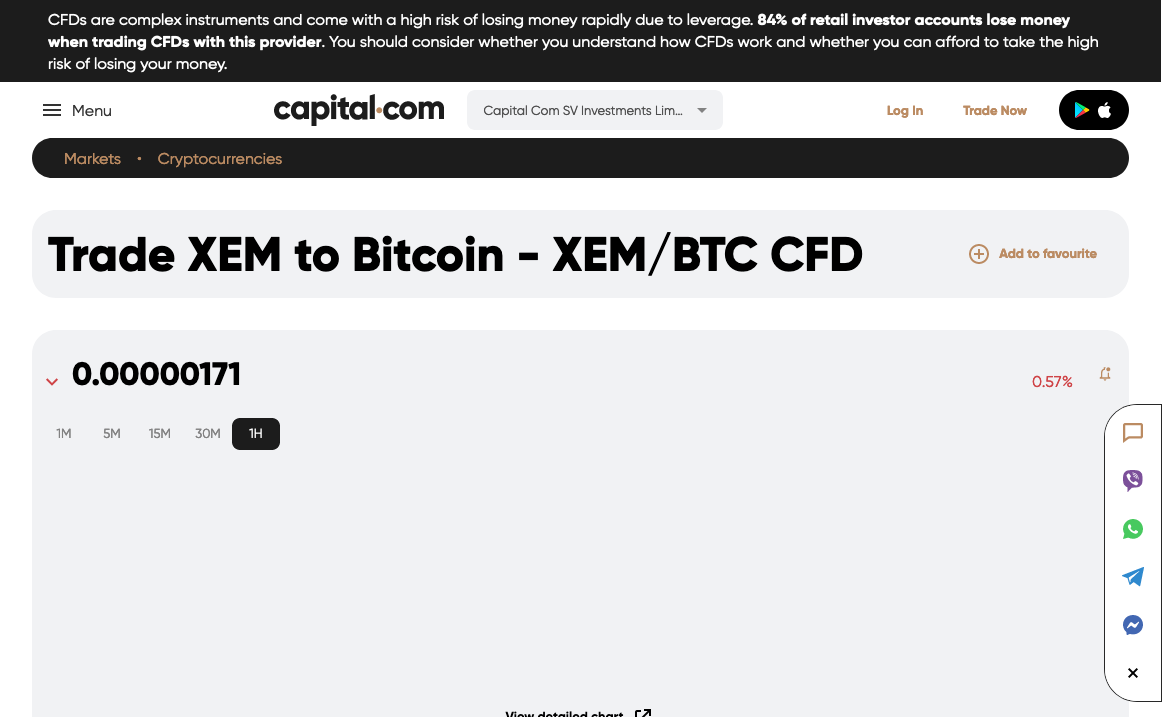 CFDs are complex instruments and come with a high risk of losing money rapidly due to leverage. 84% of retail investor accounts lose money
when trading CFDs with this provider. You should consider whether you understand how CFDs work and whether you can afford to take the high
risk of losing your money.
Menu
capital.com
Capital Com SV Investments Lim...
Log In
Trade Now
Markets • Cryptocurrencies
Trade XEM to Bitcoin - XEM/BTC CFD
Add to favourite
0.00000171
0.57%
1M 5M 15M 30M 1H
View detailed chart